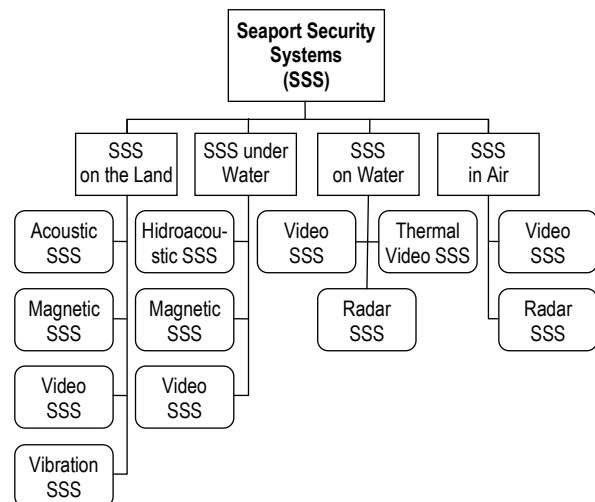 Seaport Security
Systems
(SSS)
SSS
on the Land
SSS under
Water
SSS
on Water
SSS
in Air
Acoustic
SSS
Hidroacou-
stic SSS
Video
SSS
Thermal
Video SSS
Video
SSS
Magnetic
SSS
Magnetic
SSS
Radar
SSS
Radar
SSS
Video
SSS
Video
SSS
Vibration
SSS